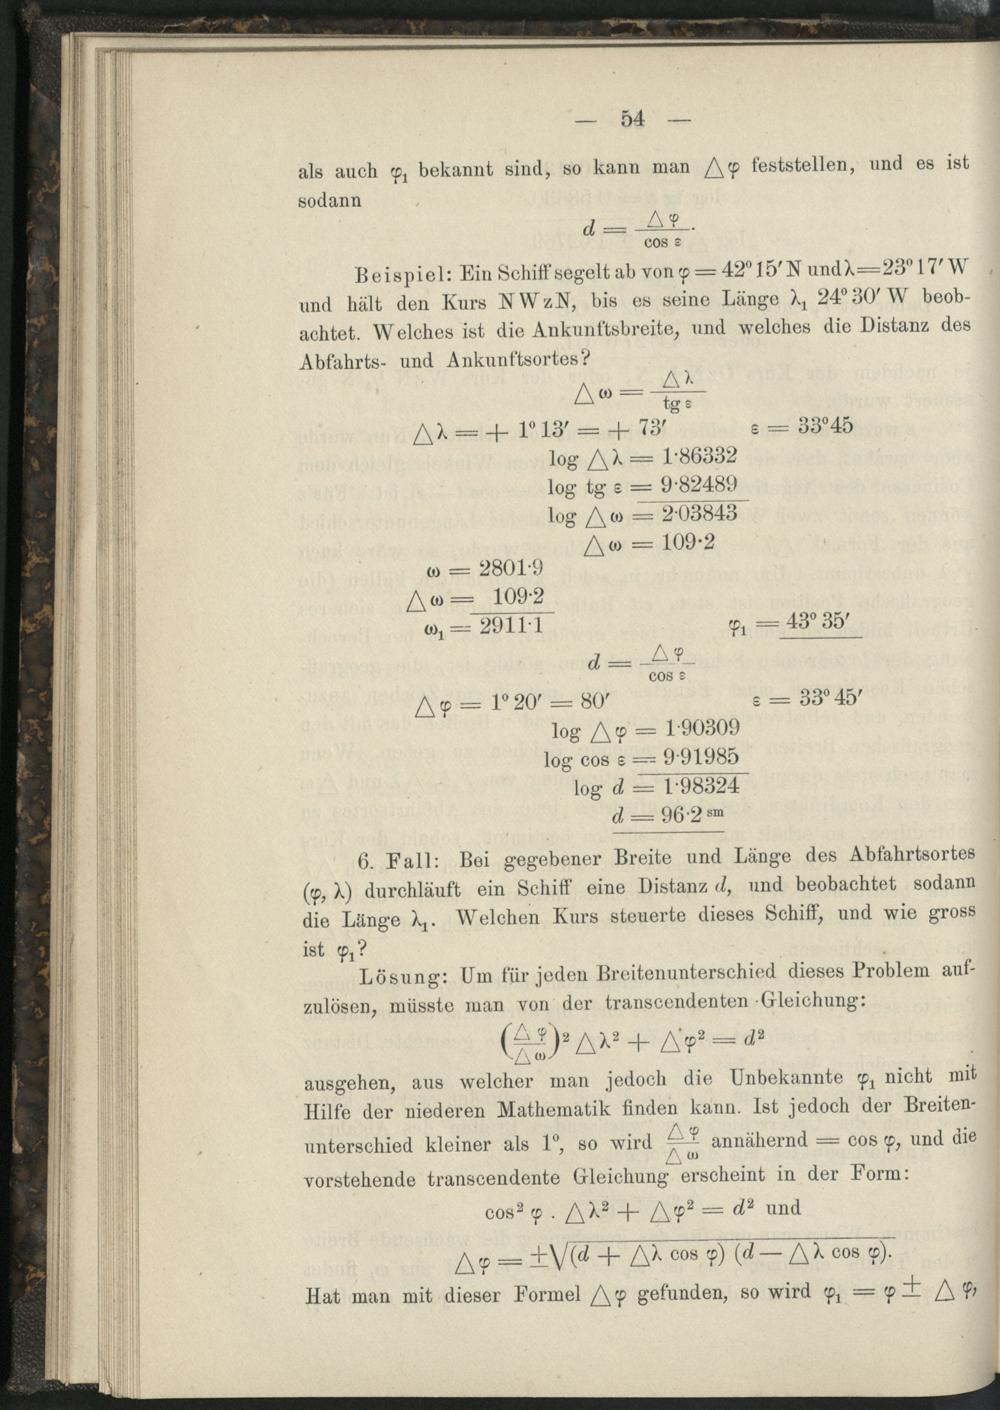 — 54 —
als auch φ₁ bekannt sind, so kann man △φ feststellen, und es ist
sodann
d = △φ / cos ε.
Beispiel: Ein Schiff segelt ab von φ = 42° 15′ N und λ = 23° 17′ W
und hält den Kurs NWzN, bis es seine Länge λ₁ 24° 30′ W beob-
achtet. Welches ist die Ankunftsbreite, und welches die Distanz des
Abfahrts- und Ankunftsortes?
△ω = △λ / tg ε
△λ = + 1° 13′ = + 73′ ε = 33°45
log △λ = 1·86332
log tg ε = 9·82489
log △ω = 2·03843
△ω = 109·2
ω = 2801·9
△ω = 109·2
ω₁ = 2911·1 φ₁ = 43° 35′
d = △φ / cos ε
△φ = 1° 20′ = 80′ ε = 33° 45′
log △φ = 1·90309
log cos ε = 9·91985
log d = 1·98324
d = 96·2 sm
6. Fall: Bei gegebener Breite und Länge des Abfahrtsortes
(φ, λ) durchläuft ein Schiff eine Distanz d, und beobachtet sodann
die Länge λ₁. Welchen Kurs steuerte dieses Schiff, und wie gross
ist φ₁?
Lösung: Um für jeden Breitenunterschied dieses Problem auf-
zulösen, müsste man von der transcendenten Gleichung:
(△φ / △ω)² △λ² + △φ² = d²
ausgehen, aus welcher man jedoch die Unbekannte φ₁ nicht mit
Hilfe der niederen Mathematik finden kann. Ist jedoch der Breiten-
unterschied kleiner als 1°, so wird △φ / △ω annähernd = cos φ, und die
vorstehende transcendente Gleichung erscheint in der Form:
cos² φ . △λ² + △φ² = d² und
△φ = ±√(d + △λ cos φ) (d — △λ cos φ).
Hat man mit dieser Formel △φ gefunden, so wird φ₁ = φ ± △φ,